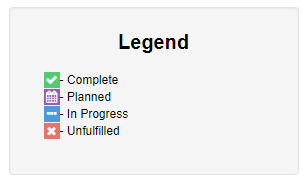 Legend
- Complete
- Planned
- In Progress
- Unfulfilled